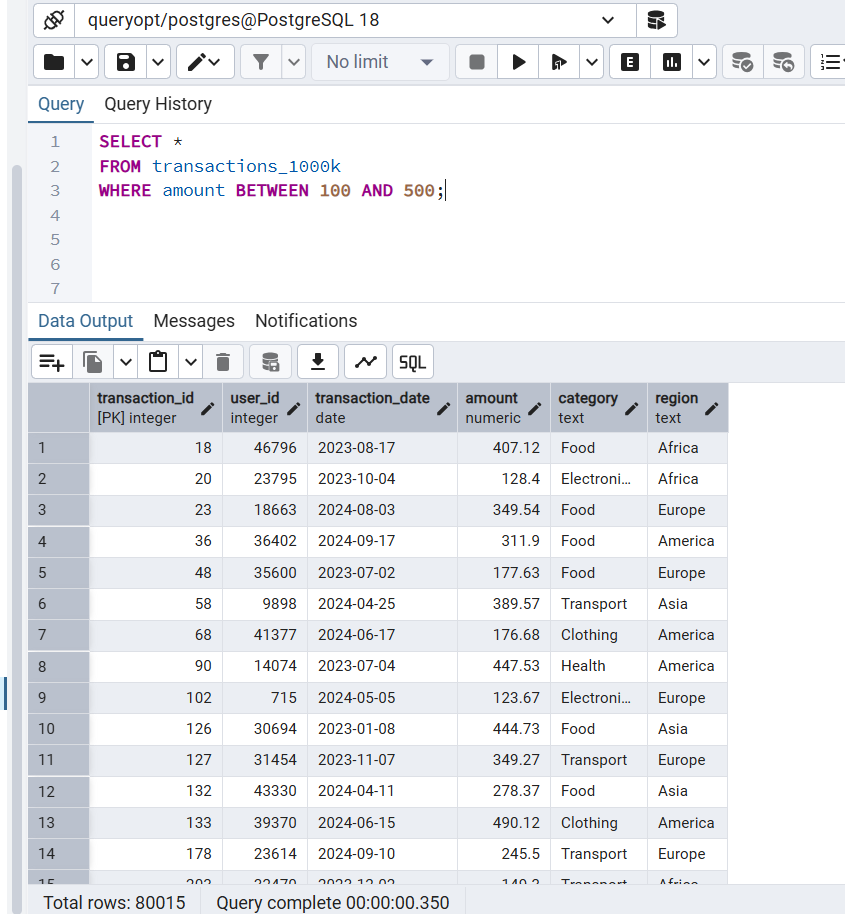 queryopt/postgres@PostgreSQL 18
No limit
Query Query History
1 SELECT *
2 FROM transactions_1000k
3 WHERE amount BETWEEN 100 AND 500;
4
5
6
7
Data Output Messages Notifications
SQL
transaction_id user_id transaction_date amount category region
[PK] integer integer date numeric text text
1 18 46796 2023-08-17 407.12 Food Africa
2 20 23795 2023-10-04 128.4 Electroni... Africa
3 23 18663 2024-08-03 349.54 Food Europe
4 36 36402 2024-09-17 311.9 Food America
5 48 35600 2023-07-02 177.63 Food Europe
6 58 9898 2024-04-25 389.57 Transport Asia
7 68 41377 2024-06-17 176.68 Clothing America
8 90 14074 2023-07-04 447.53 Health America
9 102 715 2024-05-05 123.67 Electroni... Europe
10 126 30694 2023-01-08 444.73 Food Asia
11 127 31454 2023-11-07 349.27 Transport Europe
12 132 43330 2024-04-11 278.37 Food Asia
13 133 39370 2024-06-15 490.12 Clothing America
14 178 23614 2024-09-10 245.5 Transport Europe
Total rows: 80015 Query complete 00:00:00.350